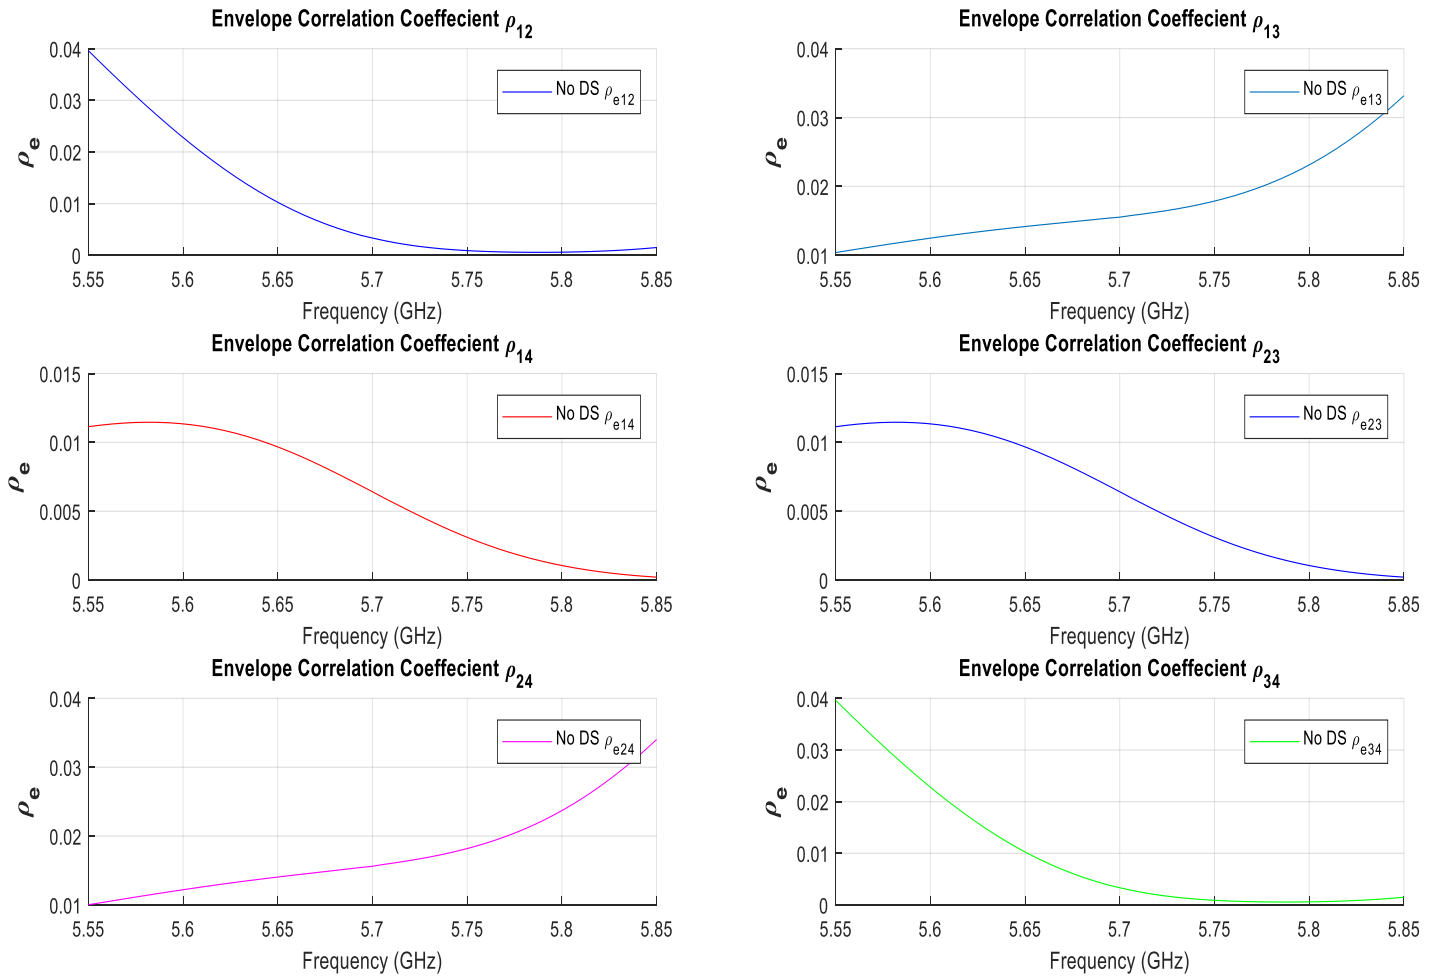 Envelope Correlation Coeffecient ρ12
0.04
0.03
0.02
0.01
0
ρe
No DS ρe12
5.55 5.6 5.65 5.7 5.75 5.8 5.85
Frequency (GHz)
Envelope Correlation Coeffecient ρ13
0.04
0.03
0.02
0.01
ρe
No DS ρe13
5.55 5.6 5.65 5.7 5.75 5.8 5.85
Frequency (GHz)
Envelope Correlation Coeffecient ρ14
0.015
0.01
0.005
0
ρe
No DS ρe14
5.55 5.6 5.65 5.7 5.75 5.8 5.85
Frequency (GHz)
Envelope Correlation Coeffecient ρ23
0.015
0.01
0.005
0
ρe
No DS ρe23
5.55 5.6 5.65 5.7 5.75 5.8 5.85
Frequency (GHz)
Envelope Correlation Coeffecient ρ24
0.04
0.03
0.02
0.01
ρe
No DS ρe24
5.55 5.6 5.65 5.7 5.75 5.8 5.85
Frequency (GHz)
Envelope Correlation Coeffecient ρ34
0.04
0.03
0.02
0.01
0
ρe
No DS ρe34
5.55 5.6 5.65 5.7 5.75 5.8 5.85
Frequency (GHz)